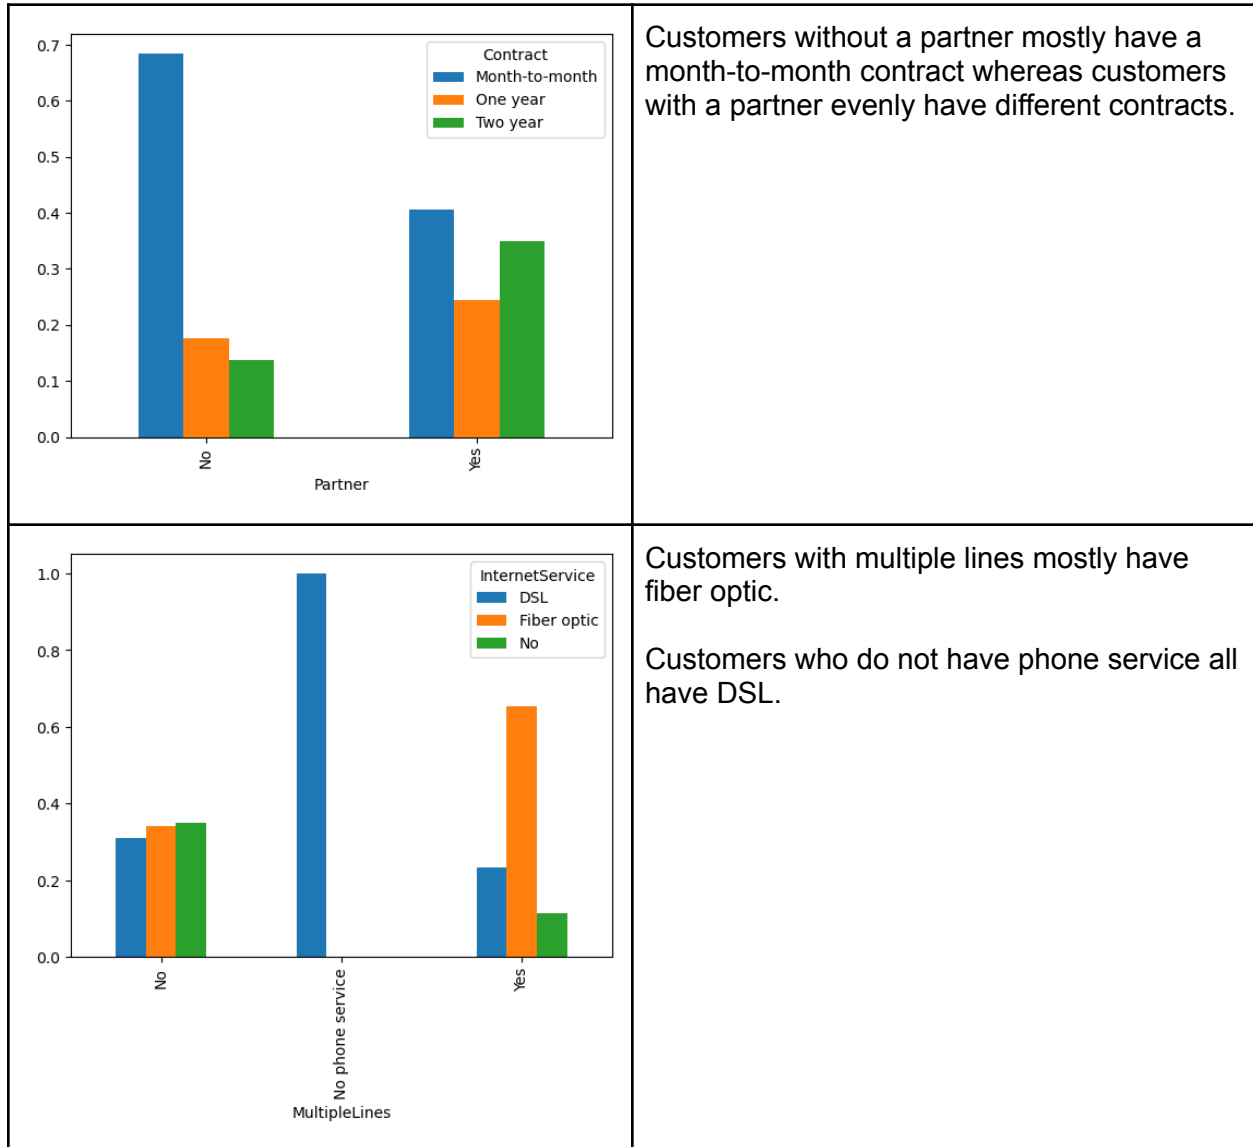 0.7
0.6
0.5
0.4
0.3
0.2
0.1
0.0
Contract
Month-to-month
One year
Two year
No
Yes
Partner
Customers without a partner mostly have a
month-to-month contract whereas customers
with a partner evenly have different contracts.
1.0
0.8
0.6
0.4
0.2
0.0
InternetService
DSL
Fiber optic
No
No
No phone service
Yes
MultipleLines
Customers with multiple lines mostly have
fiber optic.
Customers who do not have phone service all
have DSL.